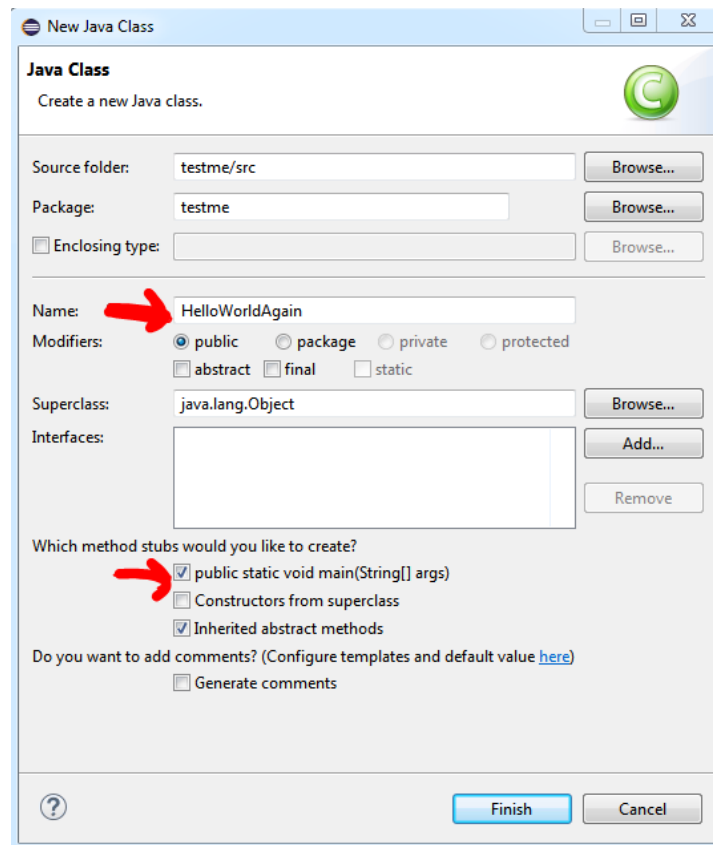 New Java Class
Java Class
Create a new Java class.
C
Source folder: testme/src Browse...
Package: testme Browse...
Enclosing type: Browse...
Name: HelloWorldAgain
Modifiers: public package private protected
abstract final static
Superclass: java.lang.Object Browse...
Interfaces: Add...
Remove
Which method stubs would you like to create?
public static void main(String[] args)
Constructors from superclass
Inherited abstract methods
Do you want to add comments? (Configure templates and default value here)
Generate comments
? Finish Cancel